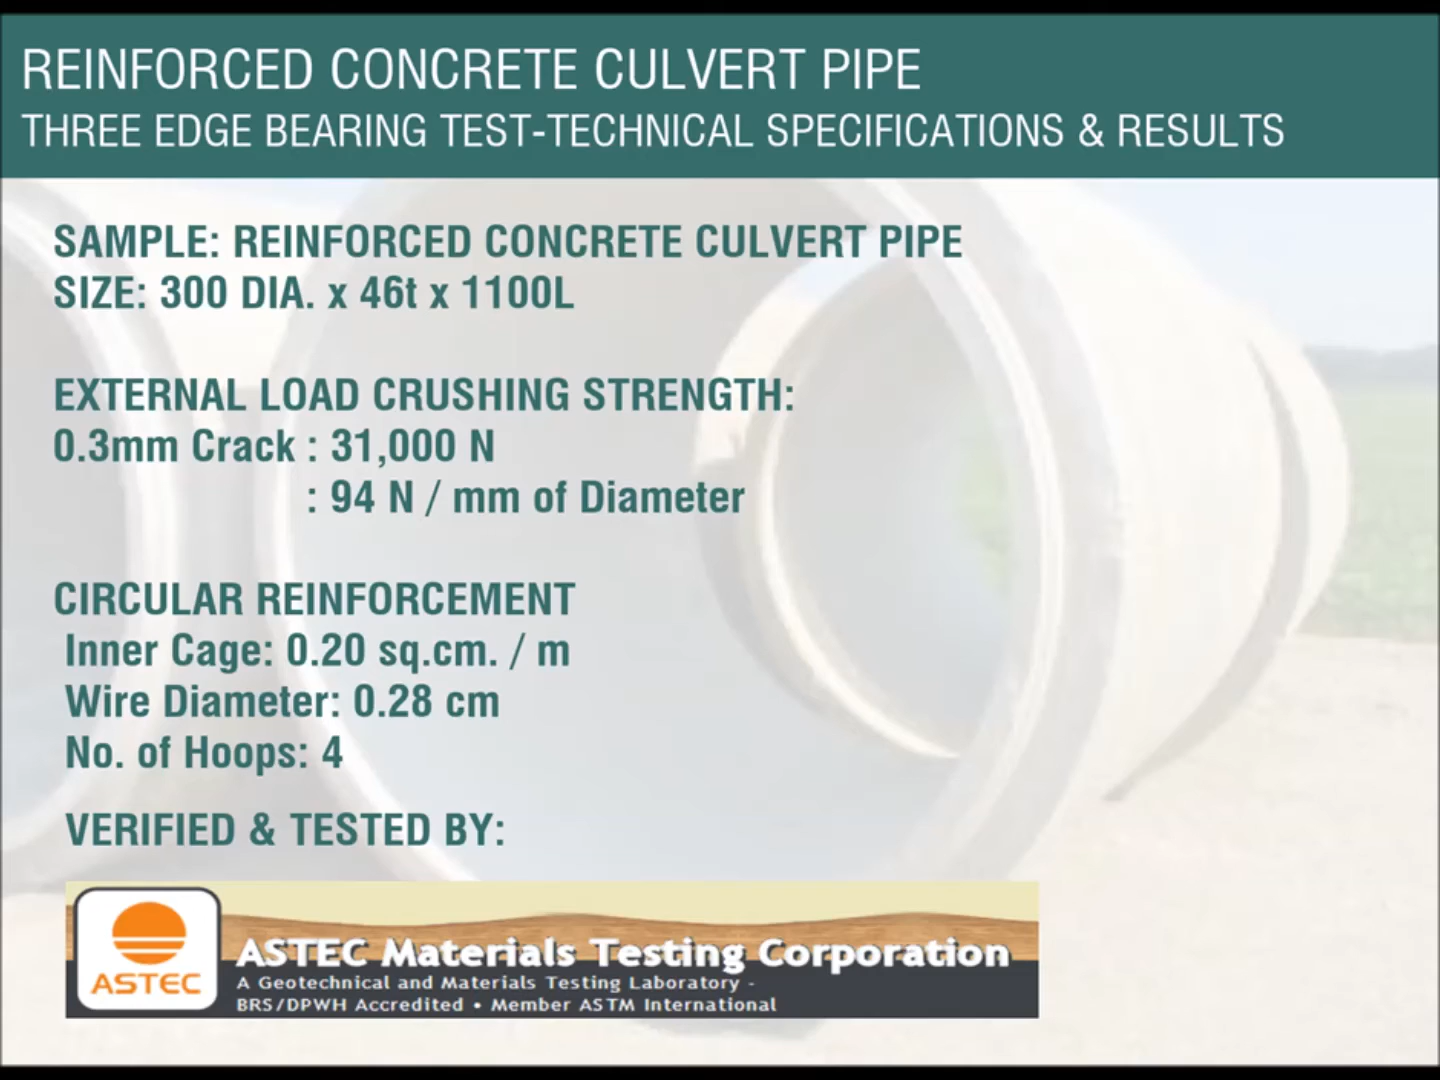 REINFORCED CONCRETE CULVERT PIPE
THREE EDGE BEARING TEST-TECHNICAL SPECIFICATIONS & RESULTS
SAMPLE: REINFORCED CONCRETE CULVERT PIPE
SIZE: 300 DIA. x 46t x 1100L
EXTERNAL LOAD CRUSHING STRENGTH:
0.3mm Crack : 31,000 N
: 94 N / mm of Diameter
CIRCULAR REINFORCEMENT
Inner Cage: 0.20 sq.cm. / m
Wire Diameter: 0.28 cm
No. of Hoops: 4
VERIFIED & TESTED BY:
ASTEC
ASTEC Materials Testing Corporation
A Geotechnical and Materials Testing Laboratory -
BRS/DPWH Accredited • Member ASTM International